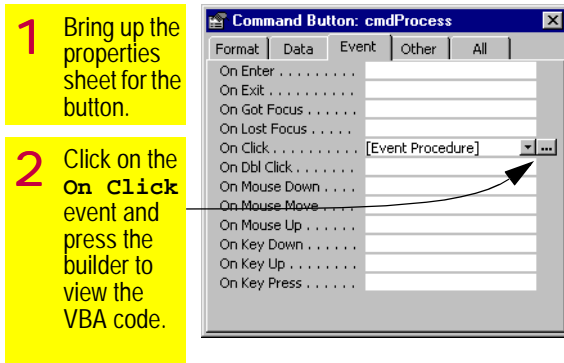 1 Bring up the
properties
sheet for the
button.
2 Click on the
On Click
event and
press the
builder to
view the
VBA code.
Command Button: cmdProcess
Format Data Event Other All
On Enter . . . . . . . . .
On Exit . . . . . . . . . .
On Got Focus . . . . . .
On Lost Focus . . . . .
On Click . . . . . . . . . . [Event Procedure] ...
On Dbl Click . . . . . . .
On Mouse Down . . . .
On Mouse Move . . . .
On Mouse Up . . . . . .
On Key Down . . . . . .
On Key Up . . . . . . . .
On Key Press . . . . . .